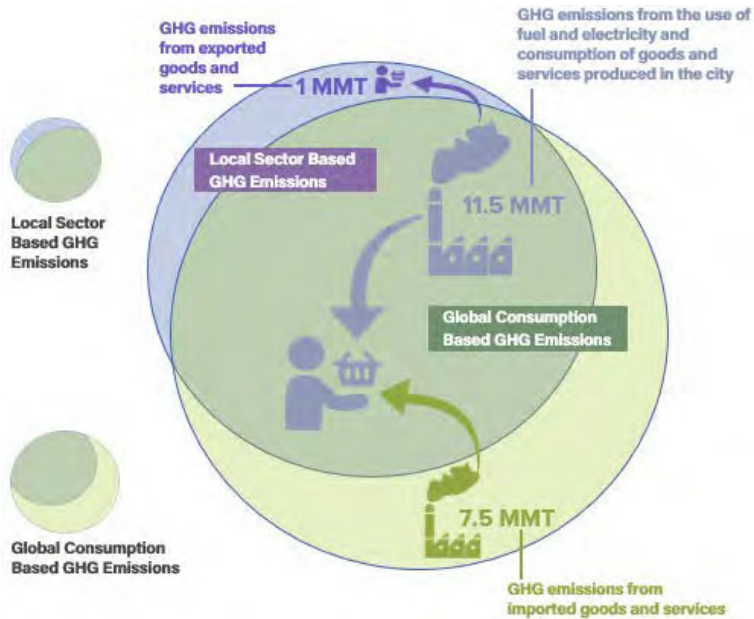 GHG emissions
from exported
goods and
services
1 MMT
GHG emissions from the use of
fuel and electricity and
consumption of goods and
services produced in the city
Local Sector Based
GHG Emissions
11.5 MMT
Local Sector
Based GHG
Emissions
Global Consumption
Based GHG Emissions
7.5 MMT
Global Consumption
Based GHG Emissions
GHG emissions from
imported goods and services